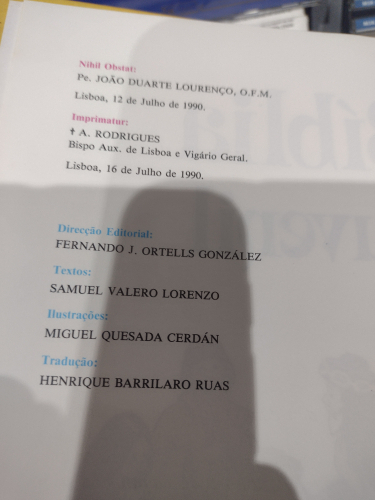 Nihil Obstat:
Pe. JOÃO DUARTE LOURENÇO, O.F.M.
Lisboa, 12 de Julho de 1990.
Imprimatur:
† A. RODRIGUES
Bispo Aux. de Lisboa e Vigário Geral.
Lisboa, 16 de Julho de 1990.
Direcção Editorial:
FERNANDO J. ORTELLS GONZÁLEZ
Textos:
SAMUEL VALERO LORENZO
Ilustrações:
MIGUEL QUESADA CERDÁN
Tradução:
HENRIQUE BARRILARO RUAS